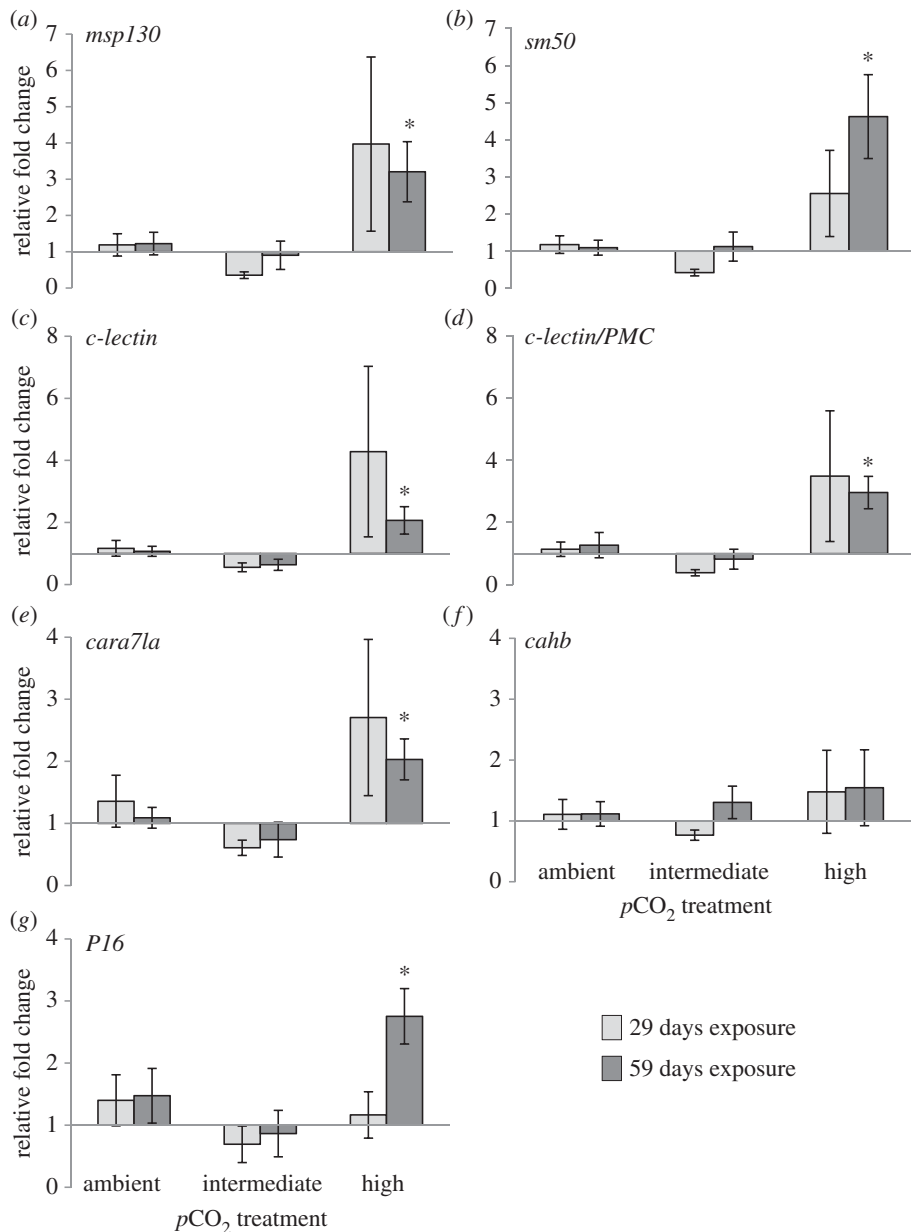 (a)
msp130
relative fold change
7
6
5
4
3
2
1
0
*
(b)
sm50
7
6
5
4
3
2
1
0
*
(c)
c-lectin
relative fold change
8
6
4
2
0
*
(d)
c-lectin/PMC
8
6
4
2
0
*
(e)
cara7la
relative fold change
4
3
2
1
0
*
(f)
cahb
4
3
2
1
0
ambient intermediate high
pCO2 treatment
(g)
P16
relative fold change
4
3
2
1
0
*
ambient intermediate high
pCO2 treatment
29 days exposure
59 days exposure